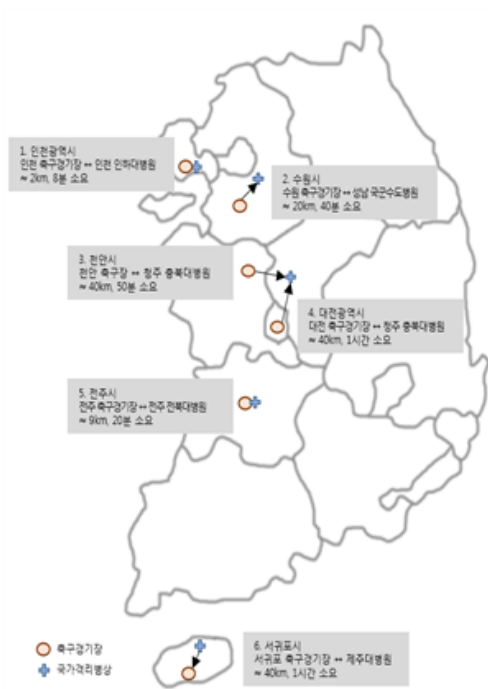 1. 인천광역시
인천 축구경기장 ↔ 인천 인하대병원
≈ 2km, 8분 소요
2. 수원시
수원 축구경기장 ↔ 성남 국군수도병원
≈ 20km, 40분 소요
3. 천안시
천안 축구장 ↔ 청주 충북대병원
≈ 40km, 50분 소요
4. 대전광역시
대전 축구경기장 ↔ 청주 충북대병원
≈ 40km, 1시간 소요
5. 전주시
전주 축구경기장 ↔ 전주 전북대병원
≈ 9km, 20분 소요
축구경기장
국가격리병상
6. 서귀포시
서귀포 축구경기장 ↔ 제주대병원
≈ 40km, 1시간 소요